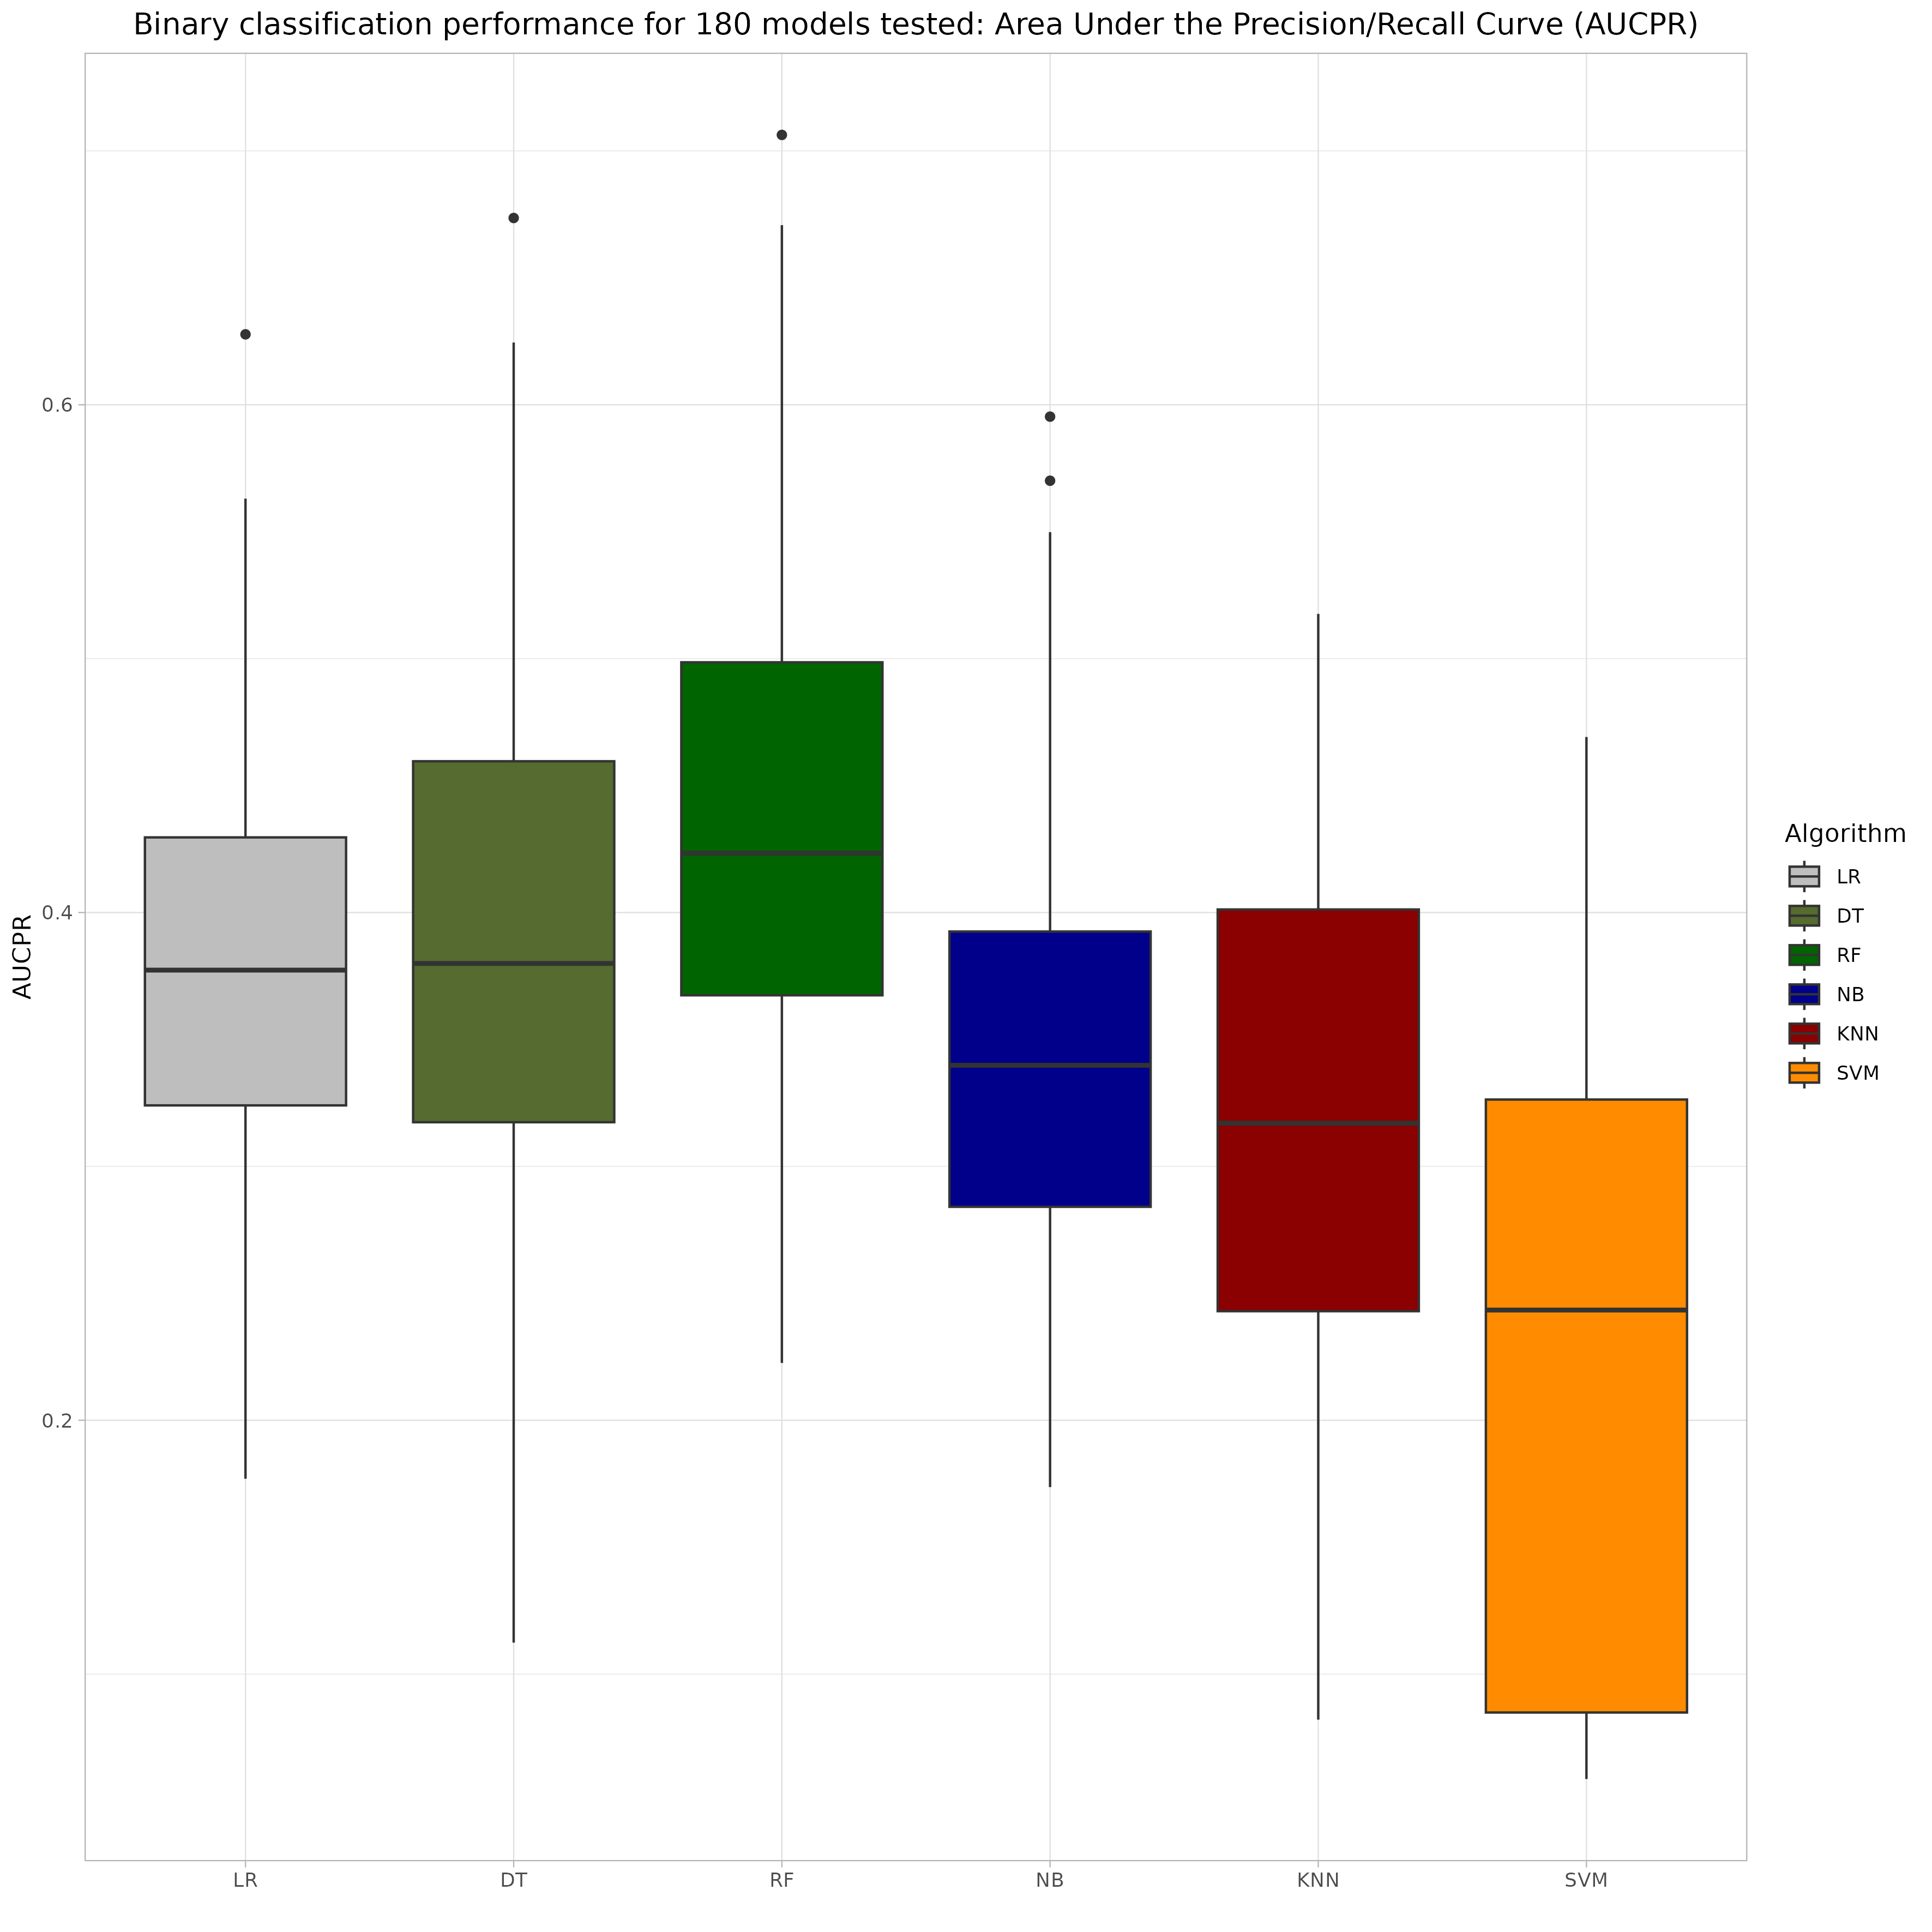 Binary classification performance for 180 models tested: Area Under the Precision/Recall Curve (AUCPR)
AUCPR
0.6
0.4
0.2
LR
DT
RF
NB
KNN
SVM
Algorithm
LR
DT
RF
NB
KNN
SVM